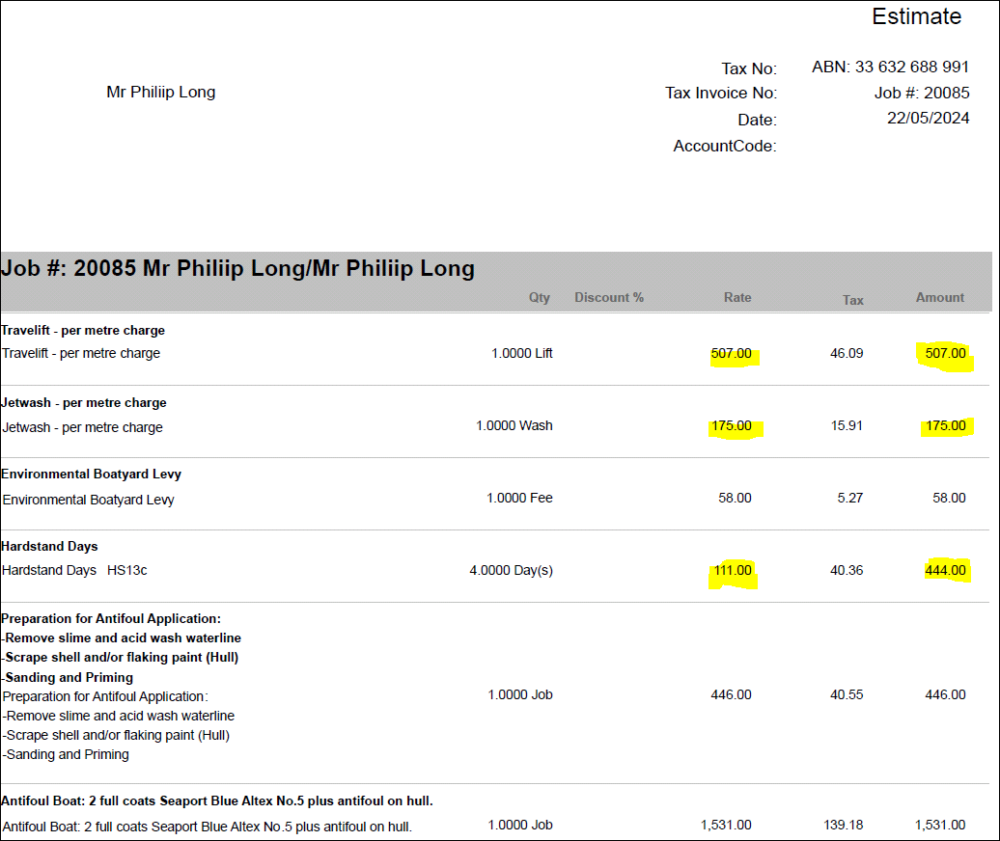 Estimate
Tax No: ABN: 33 632 688 991
Mr Philiip Long
Tax Invoice No: Job #: 20085
Date: 22/05/2024
AccountCode:
Job #: 20085 Mr Philiip Long/Mr Philiip Long
Qty Discount % Rate Tax Amount
Travelift - per metre charge
Travelift - per metre charge 1.0000 Lift 507.00 46.09 507.00
Jetwash - per metre charge
Jetwash - per metre charge 1.0000 Wash 175.00 15.91 175.00
Environmental Boatyard Levy
Environmental Boatyard Levy 1.0000 Fee 58.00 5.27 58.00
Hardstand Days
Hardstand Days HS13c 4.0000 Day(s) 111.00 40.36 444.00
Preparation for Antifoul Application:
-Remove slime and acid wash waterline
-Scrape shell and/or flaking paint (Hull)
-Sanding and Priming
Preparation for Antifoul Application: 1.0000 Job 446.00 40.55 446.00
-Remove slime and acid wash waterline
-Scrape shell and/or flaking paint (Hull)
-Sanding and Priming
Antifoul Boat: 2 full coats Seaport Blue Altex No.5 plus antifoul on hull.
Antifoul Boat: 2 full coats Seaport Blue Altex No.5 plus antifoul on hull. 1.0000 Job 1,531.00 139.18 1,531.00